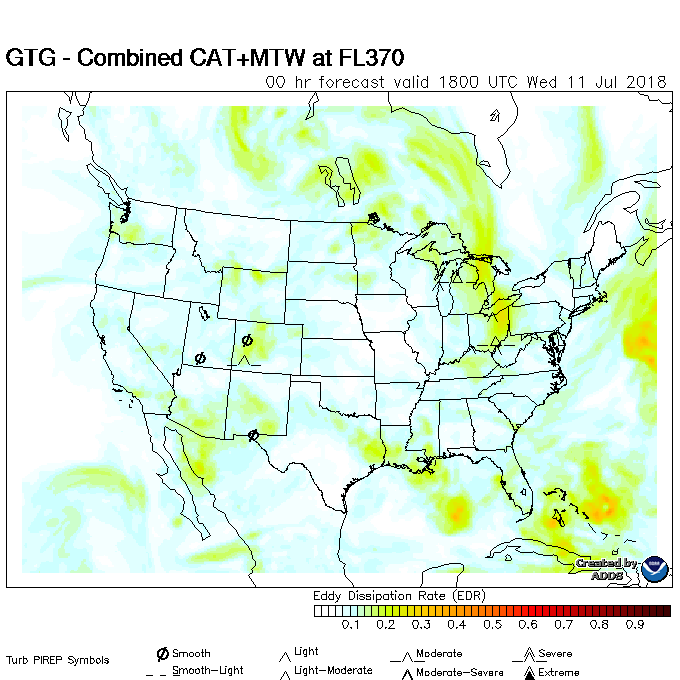 GTG - Combined CAT+MTW at FL370
00 hr forecast valid 1800 UTC Wed 11 Jul 2018
Created by
ADDS
Eddy Dissipation Rate (EDR)
0.1 0.2 0.3 0.4 0.5 0.6 0.7 0.8 0.9
Turb PIREP Symbols
Smooth Light Moderate Severe
Smooth-Light Light-Moderate Moderate-Severe Extreme